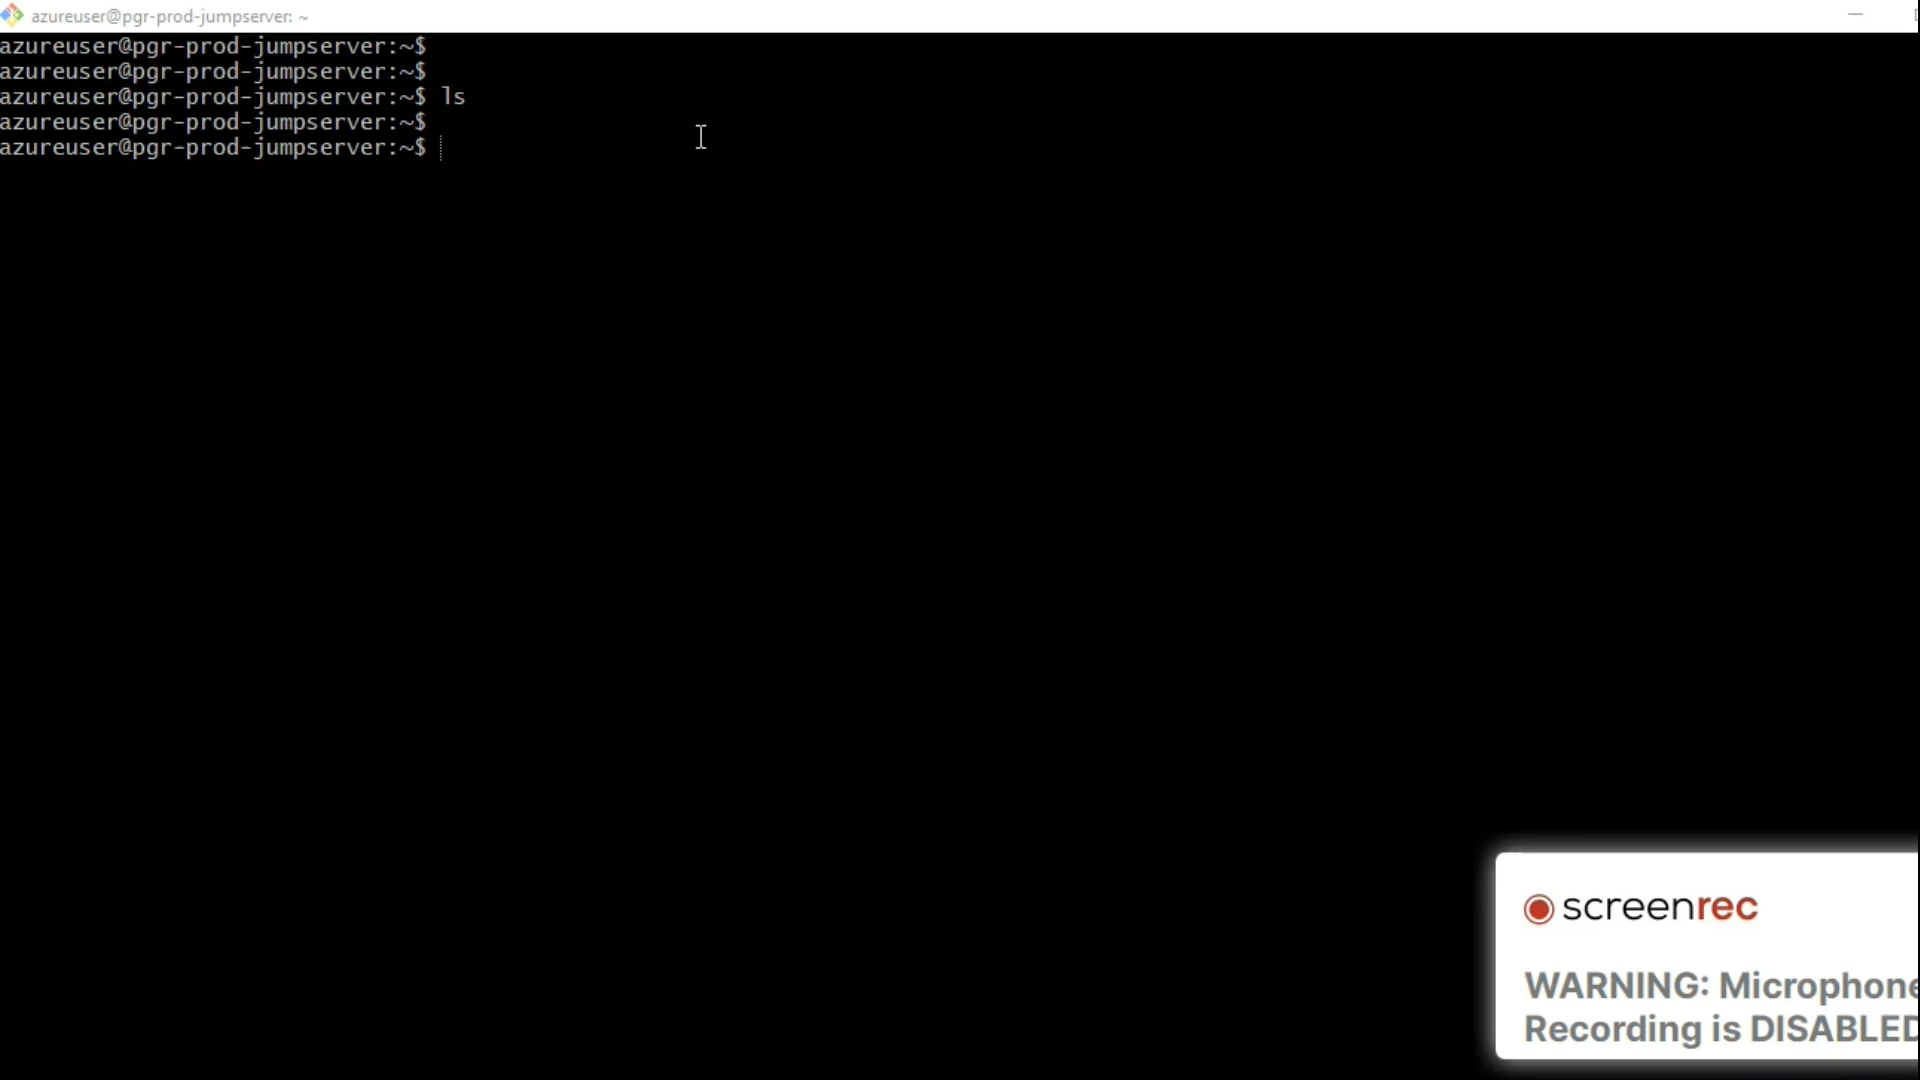 azureuser@pgr-prod-jumpserver: ~
azureuser@pgr-prod-jumpserver:~$
azureuser@pgr-prod-jumpserver:~$
azureuser@pgr-prod-jumpserver:~$ ls
azureuser@pgr-prod-jumpserver:~$
azureuser@pgr-prod-jumpserver:~$
screenrec
WARNING: Microphone
Recording is DISABLED